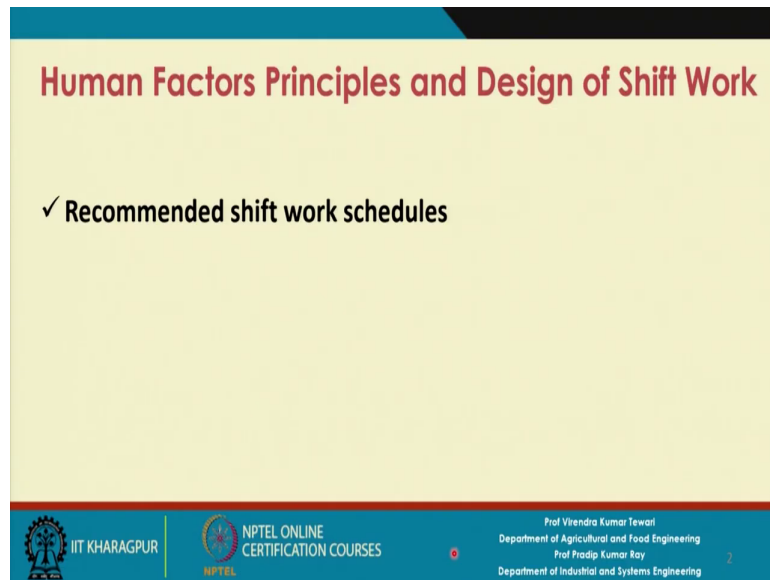 Human Factors Principles and Design of Shift Work
✓ Recommended shift work schedules
IIT KHARAGPUR
NPTEL
NPTEL ONLINE
CERTIFICATION COURSES
Prof Virendra Kumar Tewari
Department of Agricultural and Food Engineering
Prof Pradip Kumar Ray
Department of Industrial and Systems Engineering
2